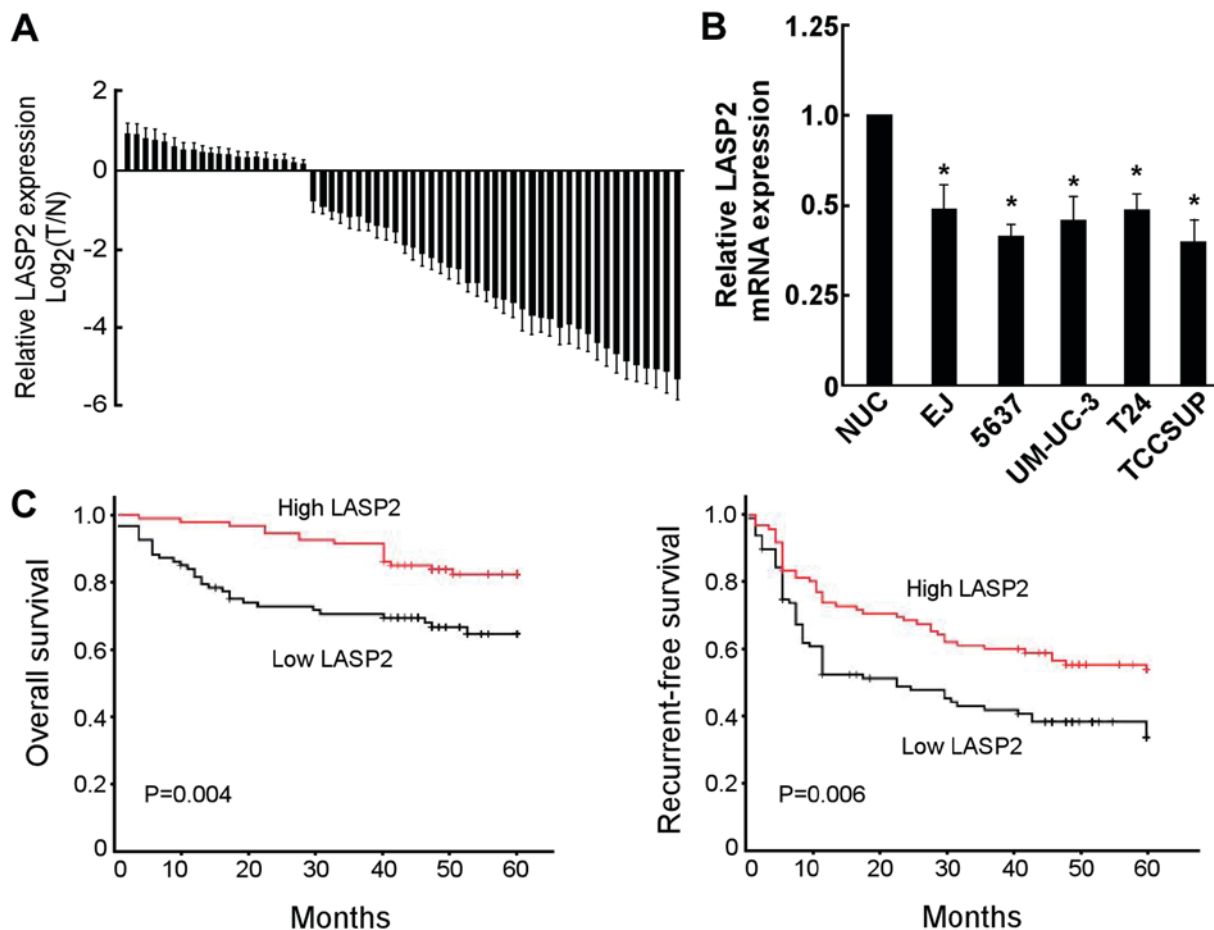 A
Relative LASP2 expression
Log2(T/N)
2
0
-2
-4
-6
B
Relative LASP2
mRNA expression
1.25
1.0
0.5
0.25
0
* * * * *
NUC
EJ
5637
UM-UC-3
T24
TCCSUP
C
Overall survival
1.0
0.8
0.6
0.4
0.2
0
High LASP2
Low LASP2
P=0.004
0 10 20 30 40 50 60
Months
Recurrent-free survival
1.0
0.8
0.6
0.4
0.2
0
High LASP2
Low LASP2
P=0.006
0 10 20 30 40 50 60
Months